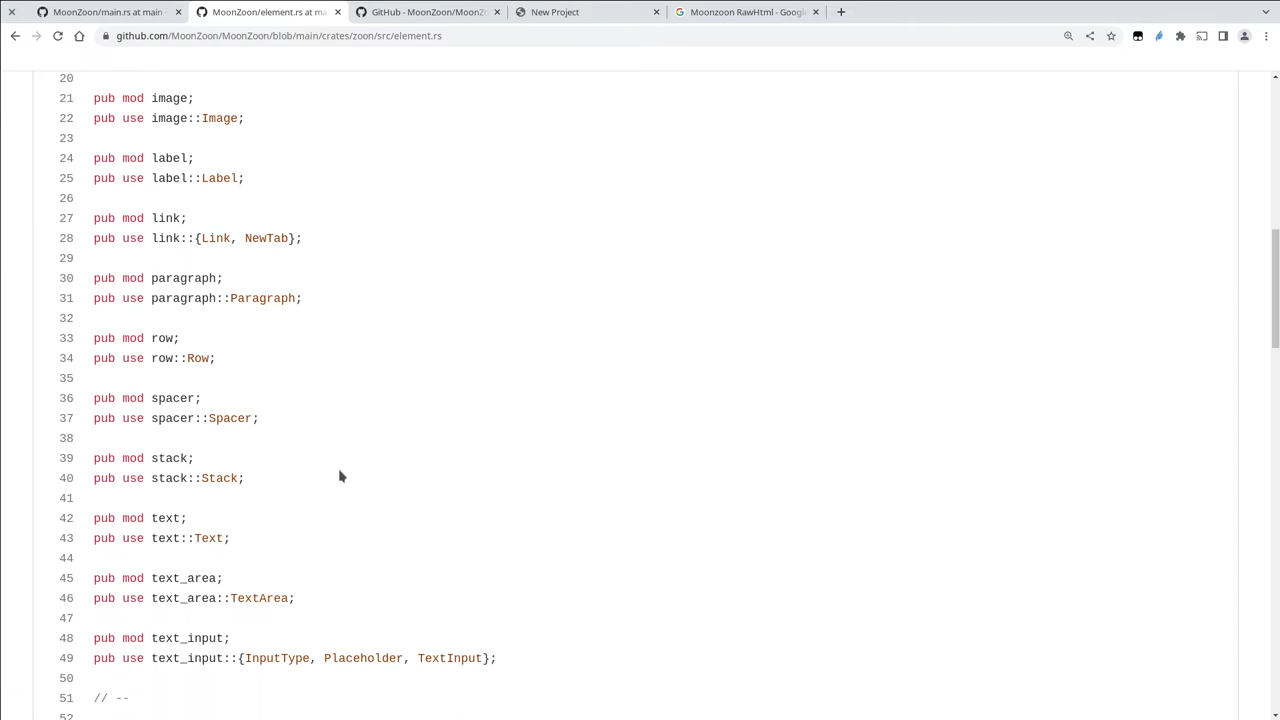 MoonZoon/main.rs at main
MoonZoon/element.rs at ma
GitHub - MoonZoon/MoonZ
New Project
Monzoon RawHtml - Googl
github.com/MoonZoon/MoonZoon/blob/main/crates/zoon/src/element.rs
20
21 pub mod image;
22 pub use image::Image;
23
24 pub mod label;
25 pub use label::Label;
26
27 pub mod link;
28 pub use link::{Link, NewTab};
29
30 pub mod paragraph;
31 pub use paragraph::Paragraph;
32
33 pub mod row;
34 pub use row::Row;
35
36 pub mod spacer;
37 pub use spacer::Spacer;
38
39 pub mod stack;
40 pub use stack::Stack;
41
42 pub mod text;
43 pub use text::Text;
44
45 pub mod text_area;
46 pub use text_area::TextArea;
47
48 pub mod text_input;
49 pub use text_input::{InputType, Placeholder, TextInput};
50
51 // --
52